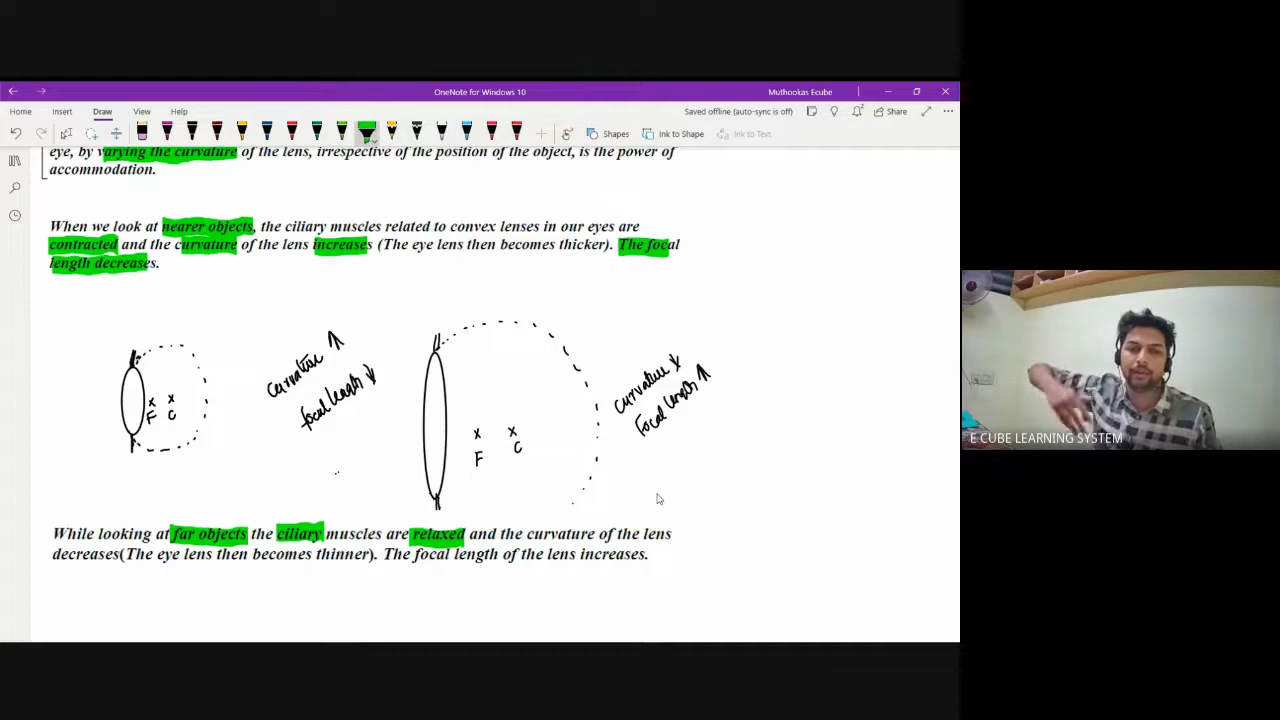 OneNote for Windows 10
Muthookas Ecube
Home Insert Draw View Help
Saved offline (auto-sync is off)
Share
Shapes
Ink to Shape
Ink to Text
eye, by varying the curvature of the lens, irrespective of the position of the object, is the power of
accommodation.
When we look at nearer objects, the ciliary muscles related to convex lenses in our eyes are
contracted and the curvature of the lens increases (The eye lens then becomes thicker). The focal
length decreases.
curvature ↑
focal length ↓
x x
F C
curvature ↓
Focal length ↑
x x
F C
E CUBE LEARNING SYSTEM
While looking at far objects the ciliary muscles are relaxed and the curvature of the lens
decreases(The eye lens then becomes thinner). The focal length of the lens increases.